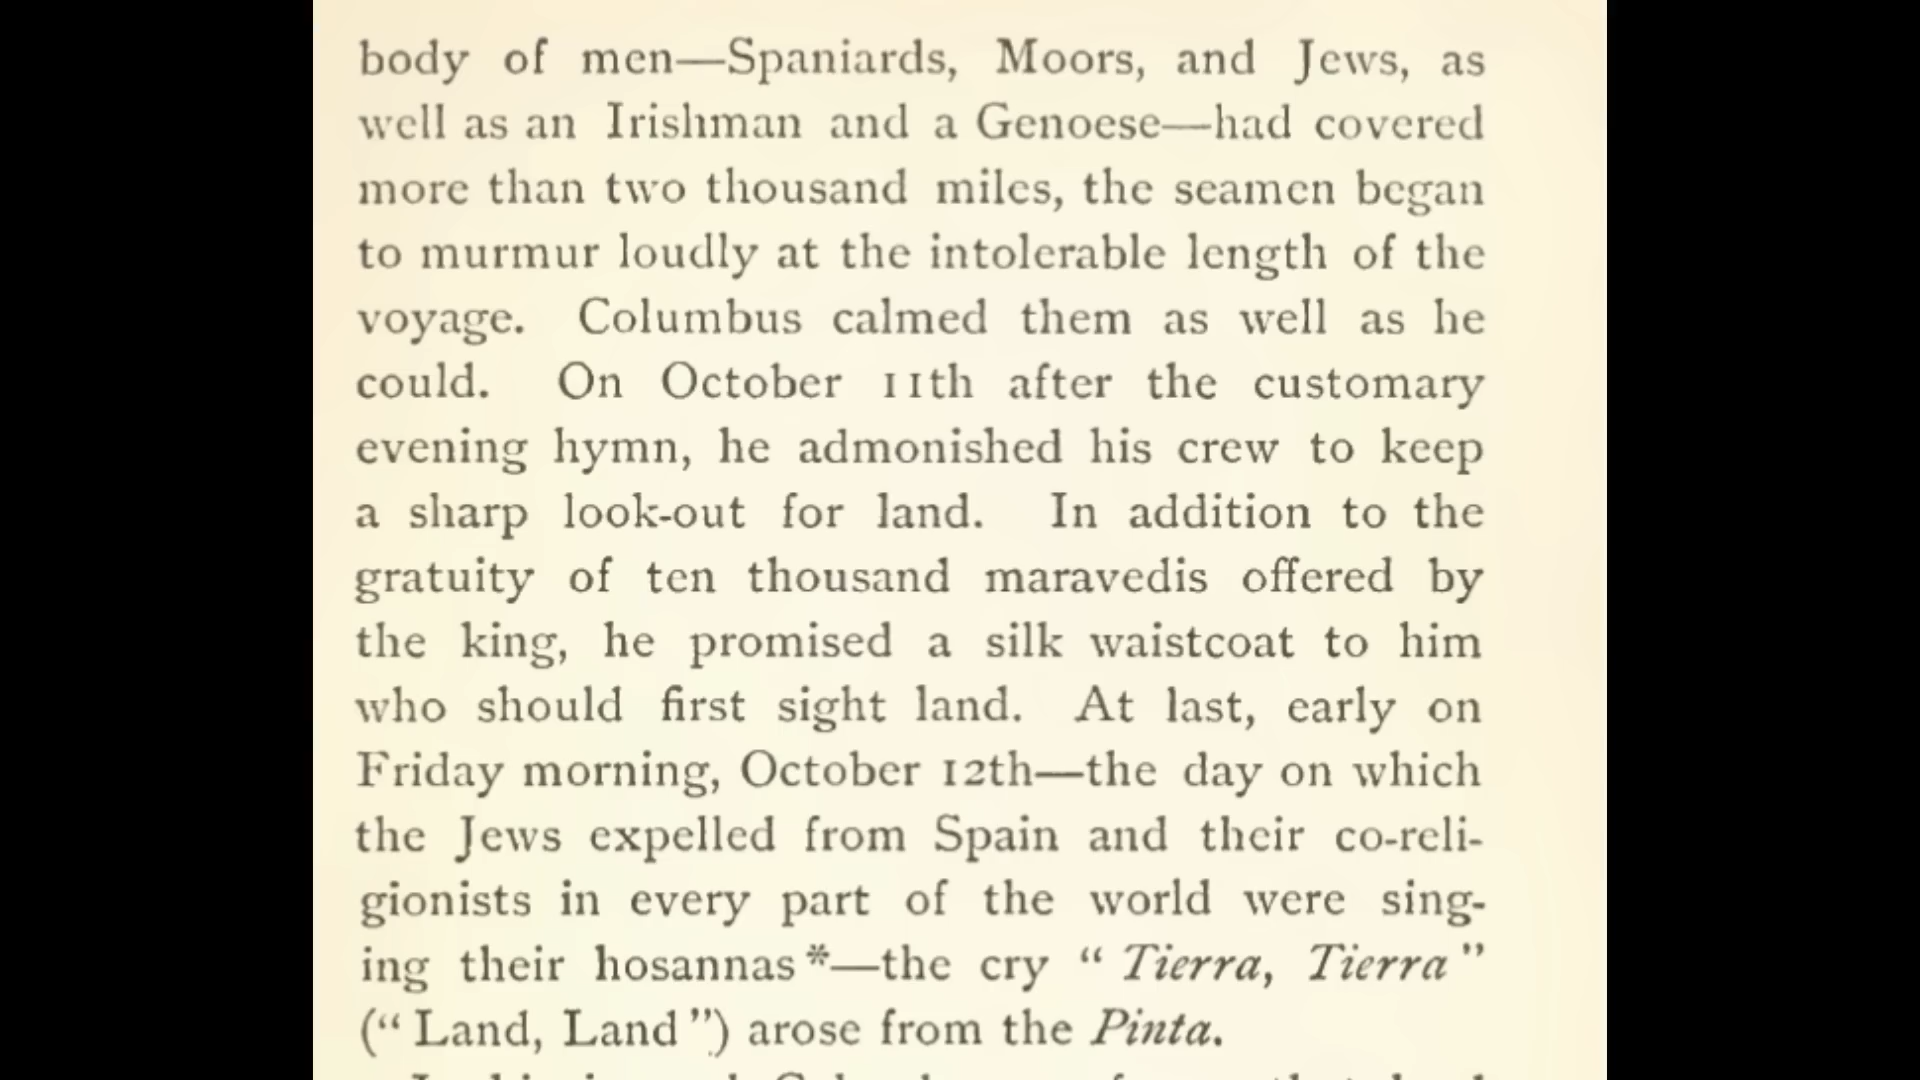 body of men—Spaniards, Moors, and Jews, as
well as an Irishman and a Genoese—had covered
more than two thousand miles, the seamen began
to murmur loudly at the intolerable length of the
voyage. Columbus calmed them as well as he
could. On October 11th after the customary
evening hymn, he admonished his crew to keep
a sharp look-out for land. In addition to the
gratuity of ten thousand maravedis offered by
the king, he promised a silk waistcoat to him
who should first sight land. At last, early on
Friday morning, October 12th—the day on which
the Jews expelled from Spain and their co-reli-
gionists in every part of the world were sing-
ing their hosannas *—the cry “ Tierra, Tierra ”
(“ Land, Land ”) arose from the Pinta.